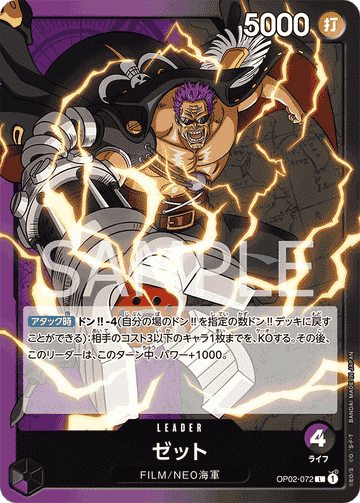 5000
打
SAMPLE
アタック時 ドン!!-4(自分の場のドン!!を指定の数ドン!!デッキに戻す
ことができる):相手のコスト3以下のキャラ1枚までを、KOする。その後、
このリーダーは、このターン中、パワー+1000。
LEADER
ゼット
FILM/NEO海軍
4
ライフ
OP02-072 L 1